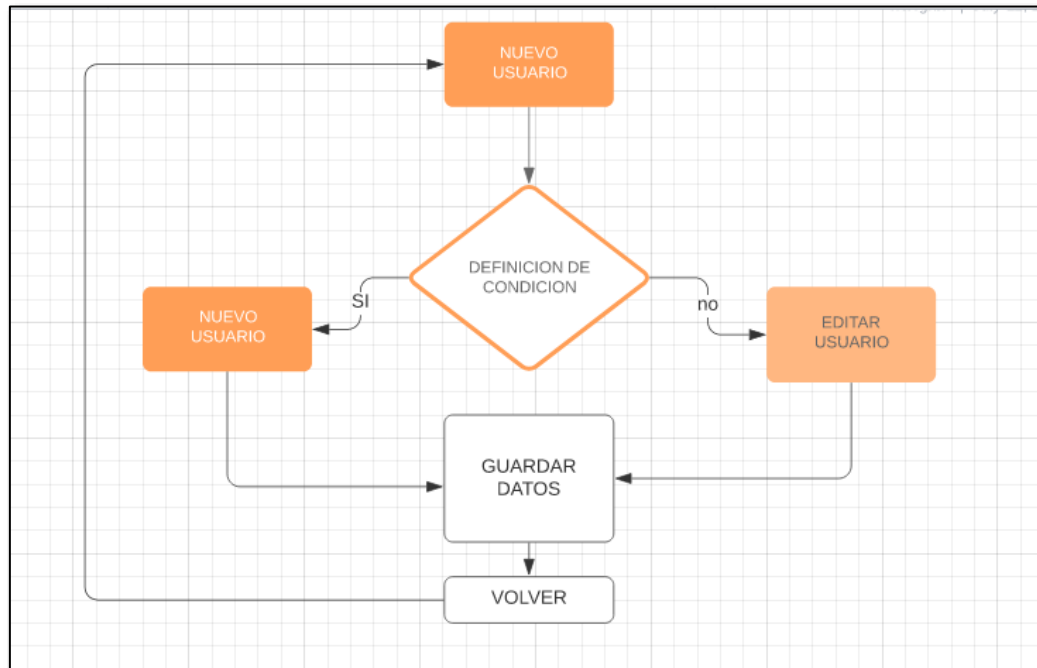 NUEVO
USUARIO
DEFINICION DE
CONDICION
SI
no
NUEVO
USUARIO
EDITAR
USUARIO
GUARDAR
DATOS
VOLVER